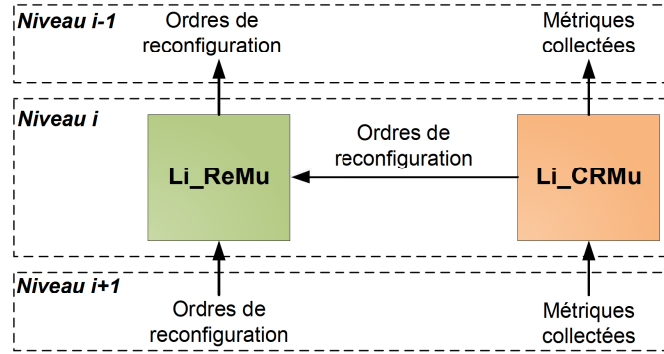 Niveau i-1
Ordres de
reconfiguration
Métriques
collectées
Niveau i
Li_ReMu
Ordres de
reconfiguration
Li_CRMu
Niveau i+1
Ordres de
reconfiguration
Métriques
collectées